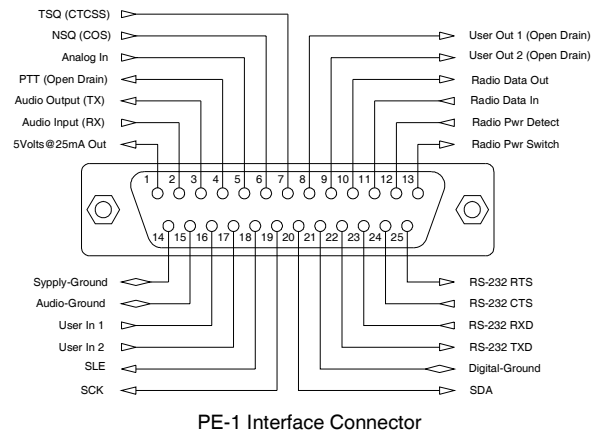 TSQ (CTCSS)
NSQ (COS)
Analog In
PTT (Open Drain)
Audio Output (TX)
Audio Input (RX)
5Volts@25mA Out
User Out 1 (Open Drain)
User Out 2 (Open Drain)
Radio Data Out
Radio Data In
Radio Pwr Detect
Radio Pwr Switch
1 2 3 4 5 6 7 8 9 10 11 12 13
14 15 16 17 18 19 20 21 22 23 24 25
Sypply-Ground
Audio-Ground
User In 1
User In 2
SLE
SCK
RS-232 RTS
RS-232 CTS
RS-232 RXD
RS-232 TXD
Digital-Ground
SDA
PE-1 Interface Connector